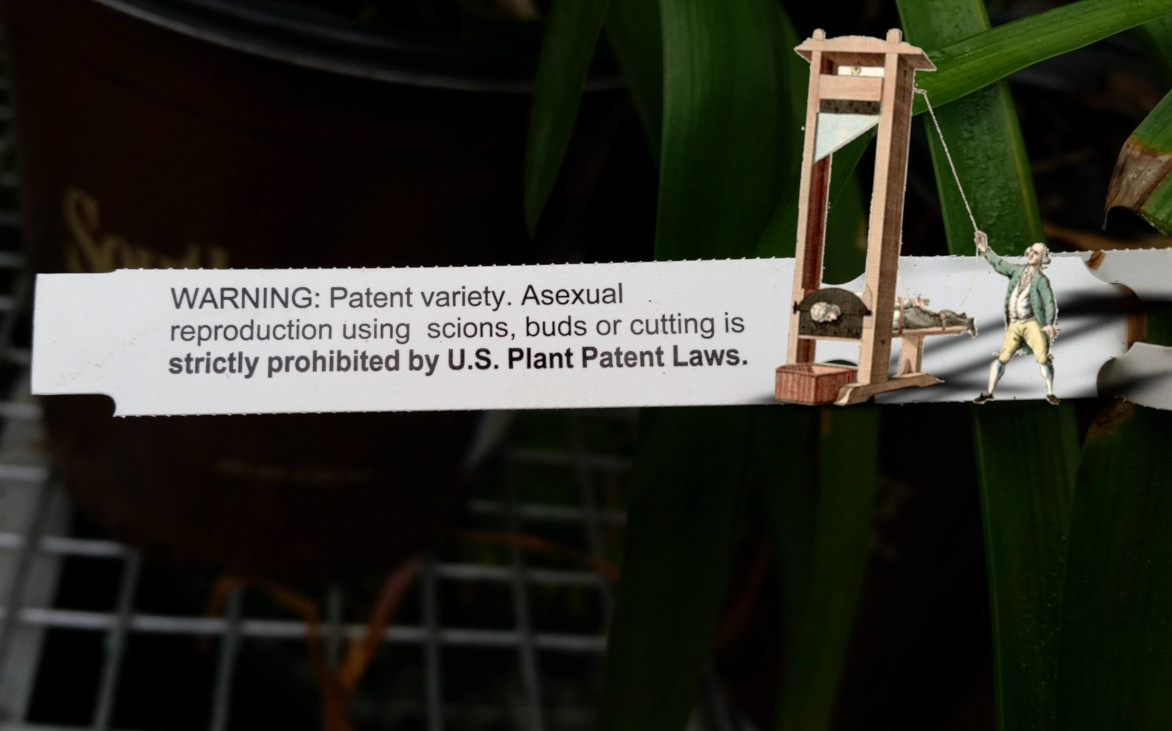 WARNING: Patent variety. Asexual
reproduction using scions, buds or cutting is
strictly prohibited by U.S. Plant Patent Laws.